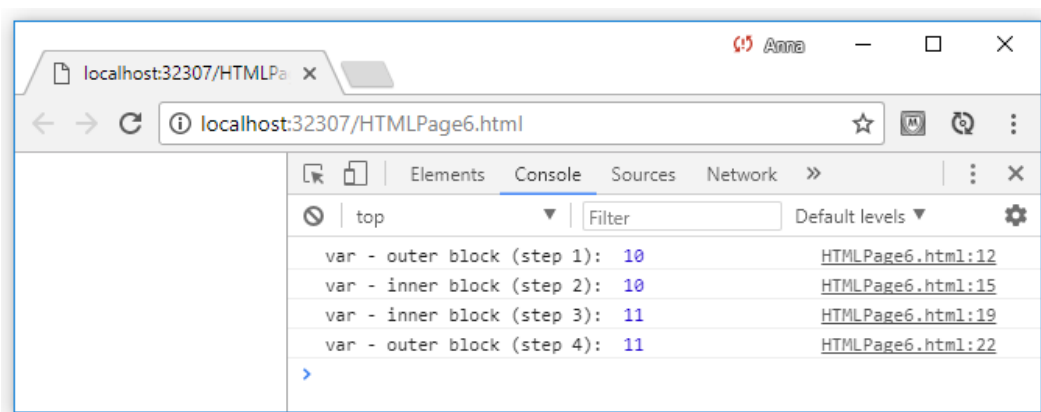 Anna
localhost:32307/HTMLPa
localhost:32307/HTMLPage6.html
Elements Console Sources Network »
top ▼ Filter Default levels ▼
var - outer block (step 1): 10 HTMLPage6.html:12
var - inner block (step 2): 10 HTMLPage6.html:15
var - inner block (step 3): 11 HTMLPage6.html:19
var - outer block (step 4): 11 HTMLPage6.html:22
>